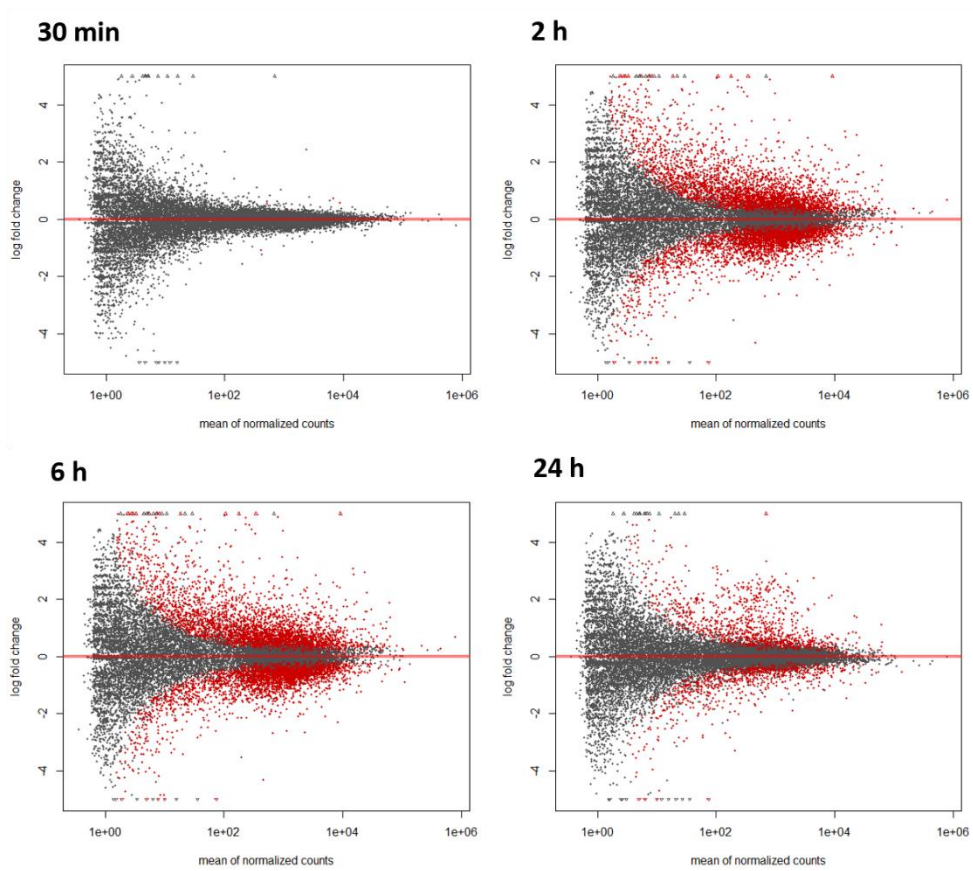 30 min
2 h
log fold change
4
2
0
-2
-4
1e+00 1e+02 1e+04 1e+06
mean of normalized counts
log fold change
4
2
0
-2
-4
1e+00 1e+02 1e+04 1e+06
mean of normalized counts
6 h
24 h
log fold change
4
2
0
-2
-4
1e+00 1e+02 1e+04 1e+06
mean of normalized counts
log fold change
4
2
0
-2
-4
1e+00 1e+02 1e+04 1e+06
mean of normalized counts